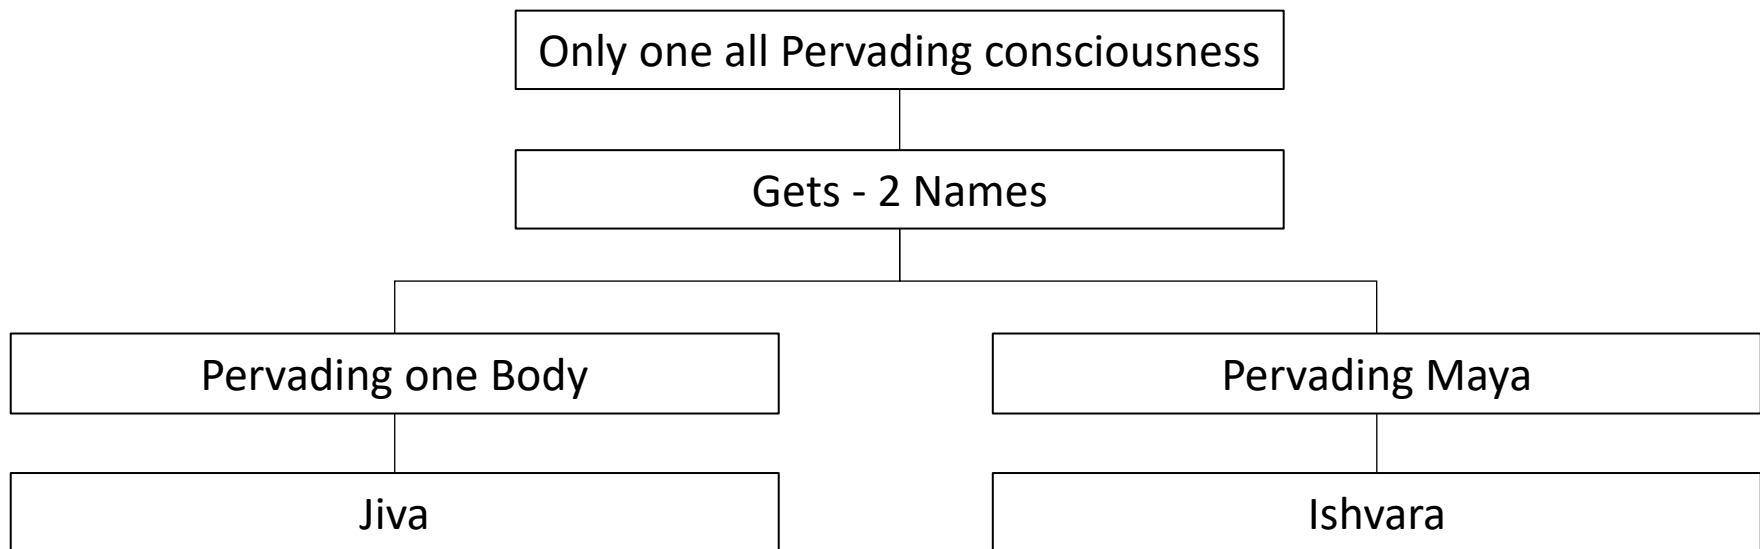 Only one all Pervading consciousness
Gets - 2 Names
Pervading one Body
Pervading Maya
Jiva
Ishvara